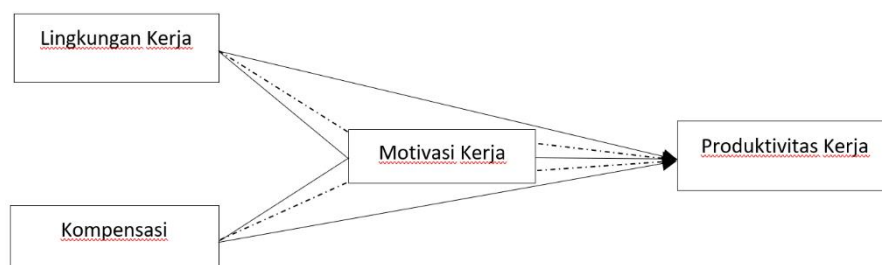 Lingkungan Kerja
Motivasi Kerja
Produktivitas Kerja
Kompensasi